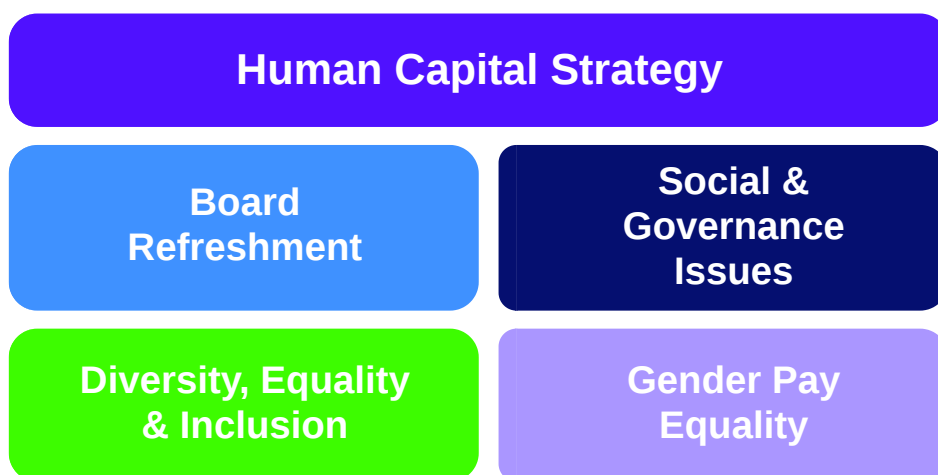 Human Capital Strategy
Board
Refreshment
Social &
Governance
Issues
Diversity, Equality
& Inclusion
Gender Pay
Equality